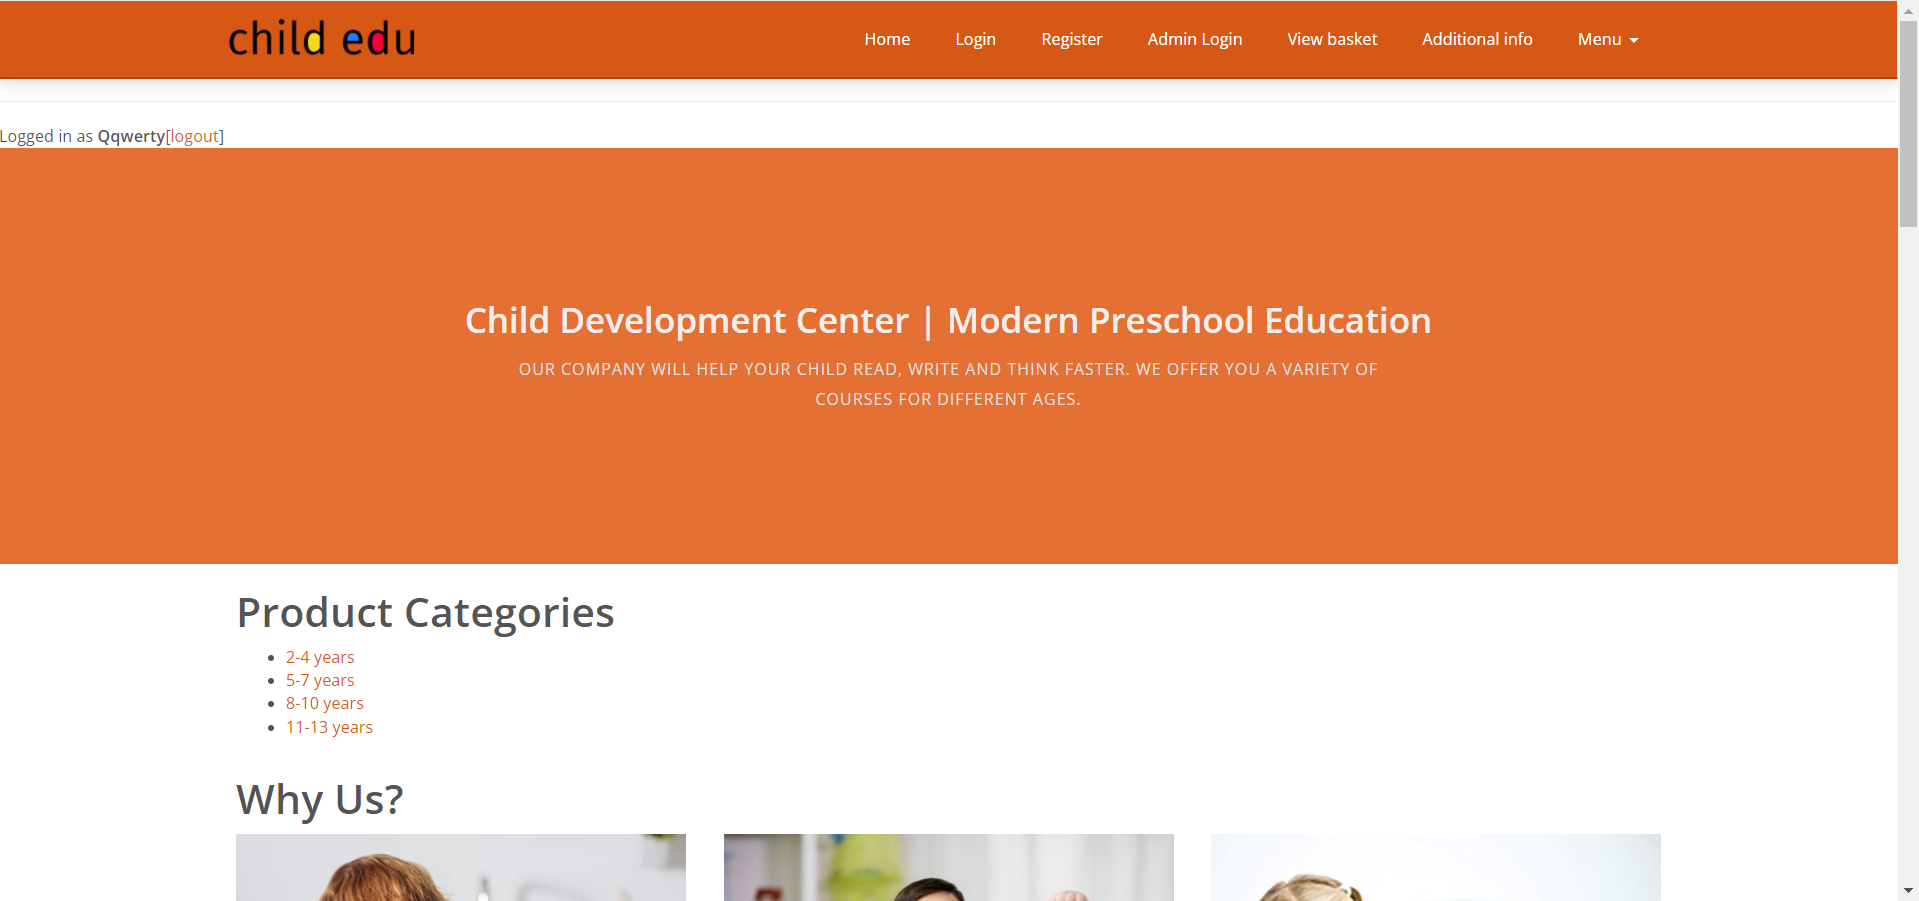 child edu
Home Login Register Admin Login View basket Additional info Menu
Logged in as Qqwerty[logout]
Child Development Center | Modern Preschool Education
OUR COMPANY WILL HELP YOUR CHILD READ, WRITE AND THINK FASTER. WE OFFER YOU A VARIETY OF
COURSES FOR DIFFERENT AGES.
Product Categories
2-4 years
5-7 years
8-10 years
11-13 years
Why Us?